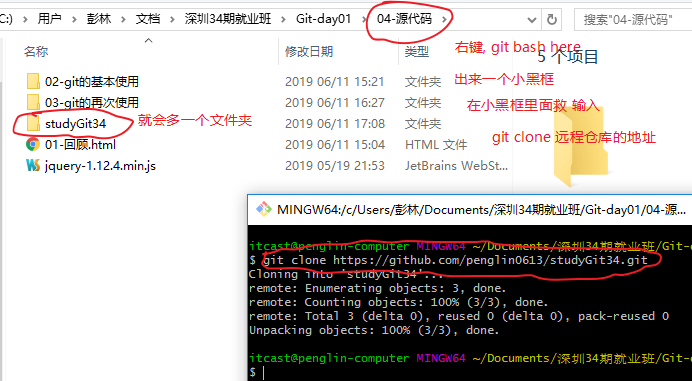 C:) › 用户 › 彭林 › 文档 › 深圳34期就业班 › Git-day01 › 04-源代码 ›
搜索"04-源代码"
名称
修改日期
类型
5 个项目
02-git的基本使用 2019/06/11 15:21 文件夹
03-git的再次使用 2019/06/11 16:27 文件夹
studyGit34 2019/06/11 17:08 文件夹
01-回顾.html 2019/06/11 15:04 HTML 文件
jquery-1.12.4.min.js 2019/05/19 21:53 JetBrains WebSt...
右键, git bash here
出来一个小黑框
在小黑框里面敕 输入
git clone 远程仓库的地址
就会多一个文件夹
MINGW64:/c/Users/彭林/Documents/深圳34期就业班/Git-day01/04-源...
itcast@penglin-computer MINGW64 ~/Documents/深圳34期就业班/Git-d
$ git clone https://github.com/penglin0613/studyGit34.git
Cloning into 'studyGit34'...
remote: Enumerating objects: 3, done.
remote: Counting objects: 100% (3/3), done.
remote: Total 3 (delta 0), reused 0 (delta 0), pack-reused 0
Unpacking objects: 100% (3/3), done.
itcast@penglin-computer MINGW64 ~/Documents/深圳34期就业班/Git-d
$